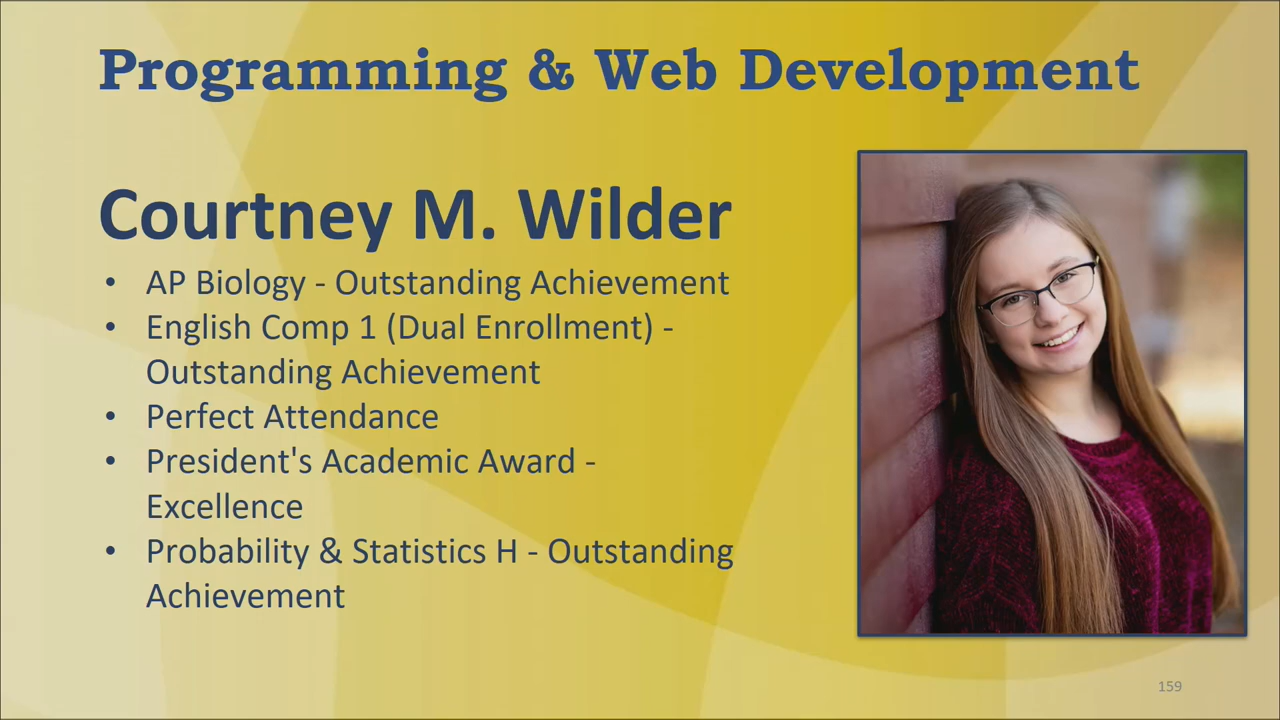 Programming & Web Development
Courtney M. Wilder
• AP Biology - Outstanding Achievement
• English Comp 1 (Dual Enrollment) -
Outstanding Achievement
• Perfect Attendance
• President's Academic Award -
Excellence
• Probability & Statistics H - Outstanding
Achievement
159